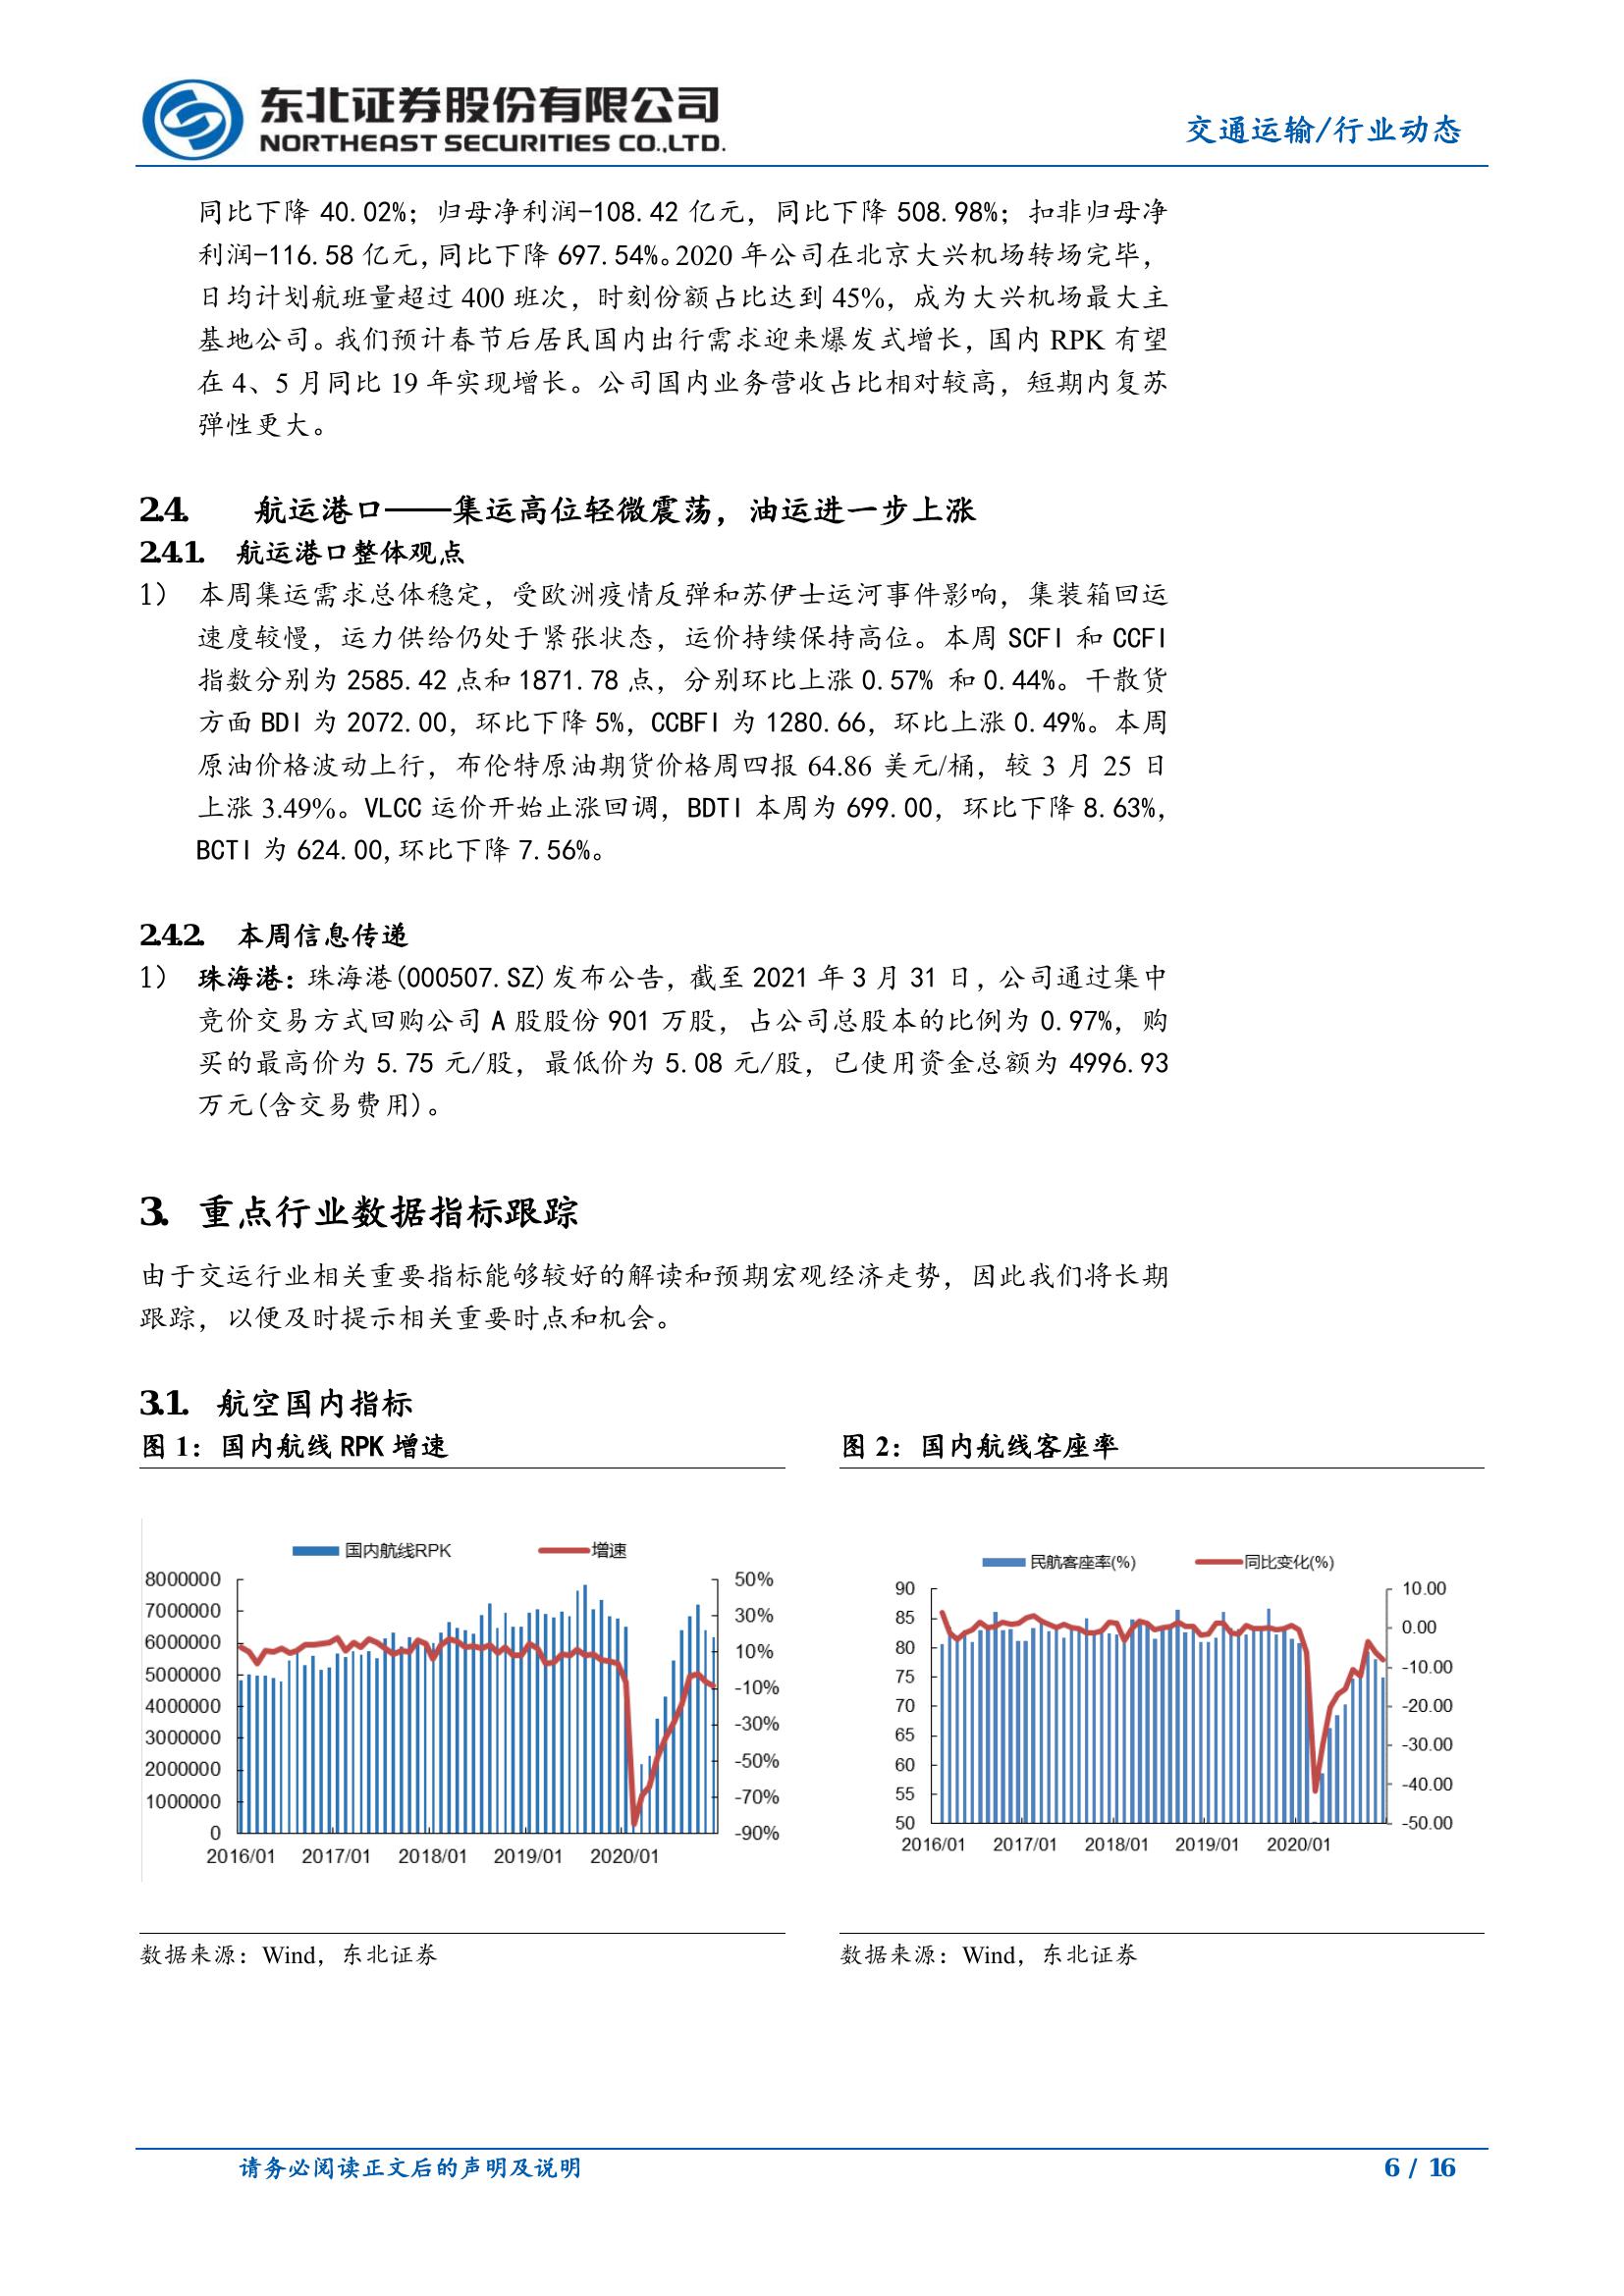 东北证券股份有限公司
NORTHEAST SECURITIES CO.,LTD.
交通运输/行业动态
同比下降 40.02%；归母净利润-108.42 亿元，同比下降 508.98%；扣非归母净
利润-116.58 亿元，同比下降 697.54%。2020 年公司在北京大兴机场转场完毕，
日均计划航班量超过 400 班次，时刻份额占比达到 45%，成为大兴机场最大主
基地公司。我们预计春节后居民国内出行需求迎来爆发式增长，国内 RPK 有望
在 4、5 月同比 19 年实现增长。公司国内业务营收占比相对较高，短期内复苏
弹性更大。
2.4. 航运港口——集运高位轻微震荡，油运进一步上涨
2.4.1. 航运港口整体观点
1） 本周集运需求总体稳定，受欧洲疫情反弹和苏伊士运河事件影响，集装箱回运
速度较慢，运力供给仍处于紧张状态，运价持续保持高位。本周 SCFI 和 CCFI
指数分别为 2585.42 点和 1871.78 点，分别环比上涨 0.57% 和 0.44%。干散货
方面 BDI 为 2072.00，环比下降 5%，CCBFI 为 1280.66，环比上涨 0.49%。本周
原油价格波动上行，布伦特原油期货价格周四报 64.86 美元/桶，较 3 月 25 日
上涨 3.49%。VLCC 运价开始止涨回调，BDTI 本周为 699.00，环比下降 8.63%，
BCTI 为 624.00,环比下降 7.56%。
2.4.2. 本周信息传递
1） 珠海港：珠海港(000507.SZ)发布公告，截至 2021 年 3 月 31 日，公司通过集中
竞价交易方式回购公司 A 股股份 901 万股，占公司总股本的比例为 0.97%，购
买的最高价为 5.75 元/股，最低价为 5.08 元/股，已使用资金总额为 4996.93
万元(含交易费用)。
3. 重点行业数据指标跟踪
由于交运行业相关重要指标能够较好的解读和预期宏观经济走势，因此我们将长期
跟踪，以便及时提示相关重要时点和机会。
3.1. 航空国内指标
图 1：国内航线 RPK 增速
国内航线RPK 增速
8000000
7000000
6000000
5000000
4000000
3000000
2000000
1000000
0
50%
30%
10%
-10%
-30%
-50%
-70%
-90%
2016/01 2017/01 2018/01 2019/01 2020/01
数据来源：Wind，东北证券
图 2：国内航线客座率
民航客座率(%) 同比变化(%)
90
85
80
75
70
65
60
55
50
10.00
0.00
-10.00
-20.00
-30.00
-40.00
-50.00
2016/01 2017/01 2018/01 2019/01 2020/01
数据来源：Wind，东北证券
请务必阅读正文后的声明及说明
6 / 16